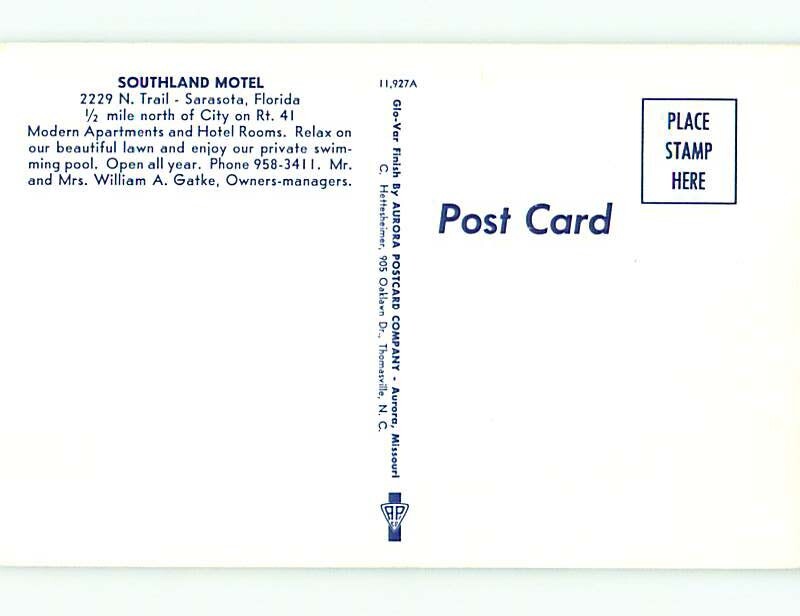 SOUTHLAND MOTEL
2229 N. Trail - Sarasota, Florida
½ mile north of City on Rt. 41
Modern Apartments and Hotel Rooms. Relax on
our beautiful lawn and enjoy our private swim-
ming pool. Open all year. Phone 958-3411. Mr.
and Mrs. William A. Gatke, Owners-managers.
11,927A
Glo-Var Finish By AURORA POSTCARD COMPANY - Aurora, Missouri
C. Hettesheimer, 905 Oaklawn Dr., Thomasville, N. C.
Post Card
PLACE
STAMP
HERE